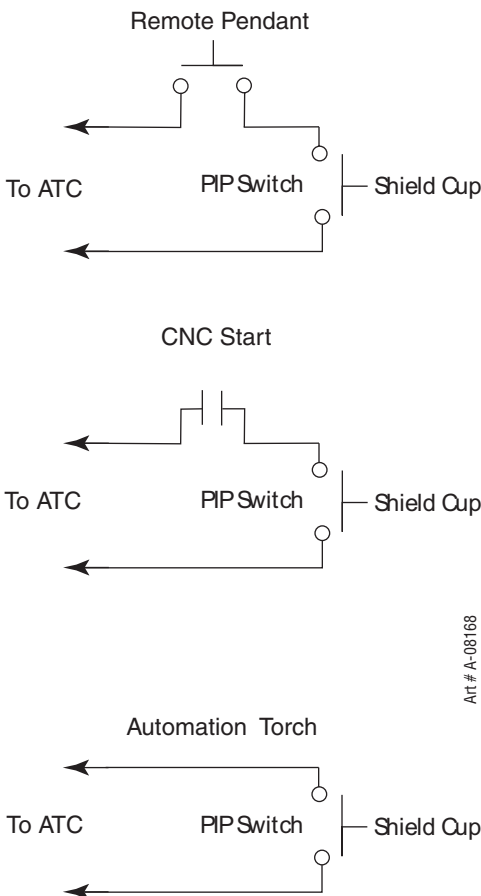 Remote Pendant
To ATC PIP Switch Shield Cup
CNC Start
To ATC PIP Switch Shield Cup
Art # A-08168
Automation Torch
To ATC PIP Switch Shield Cup